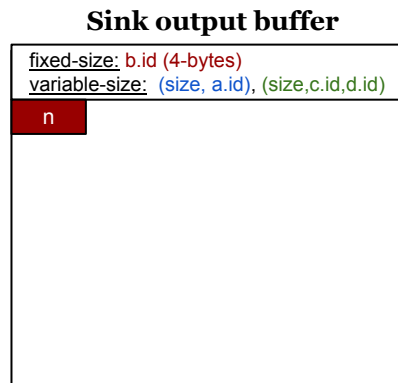 Sink output buffer
fixed-size: b.id (4-bytes)
variable-size: (size, a.id), (size,c.id,d.id)
n